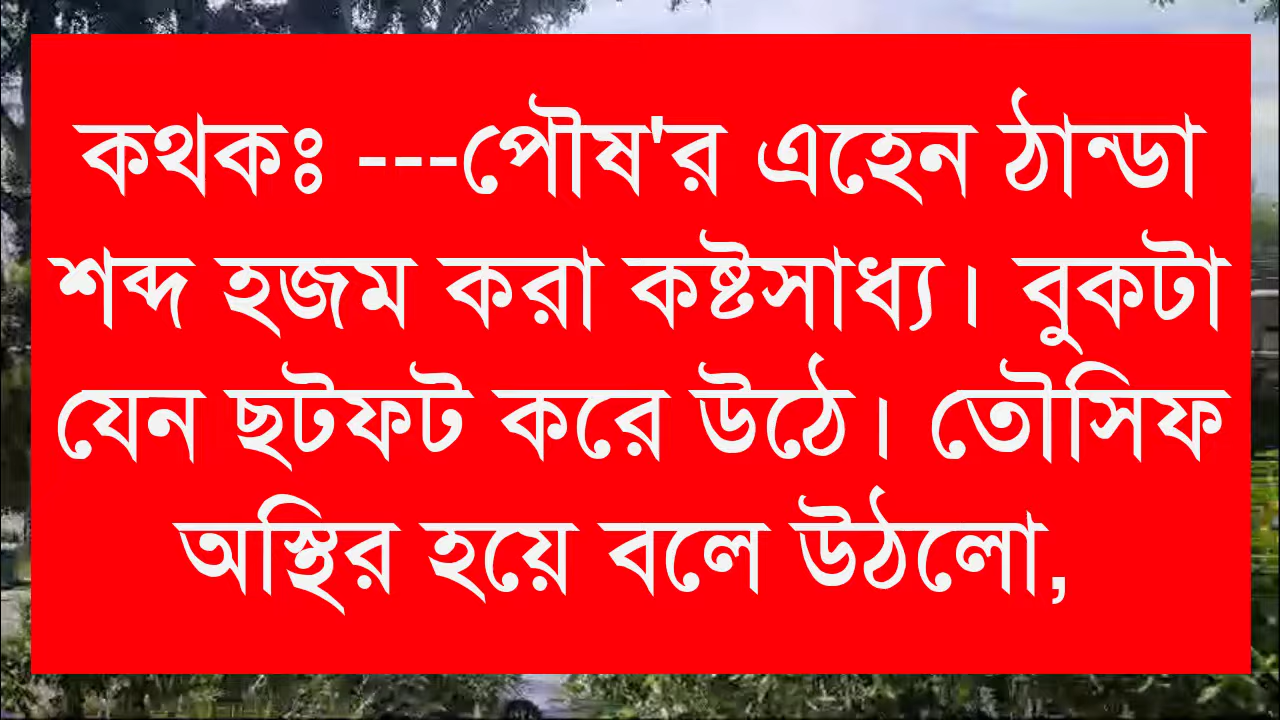 কথকঃ ---পৌষ'র এহেন ঠান্ডা
শব্দ হজম করা কষ্টসাধ্য। বুকটা
যেন ছটফট করে উঠে। তৌসিফ
অস্থির হয়ে বলে উঠলো,